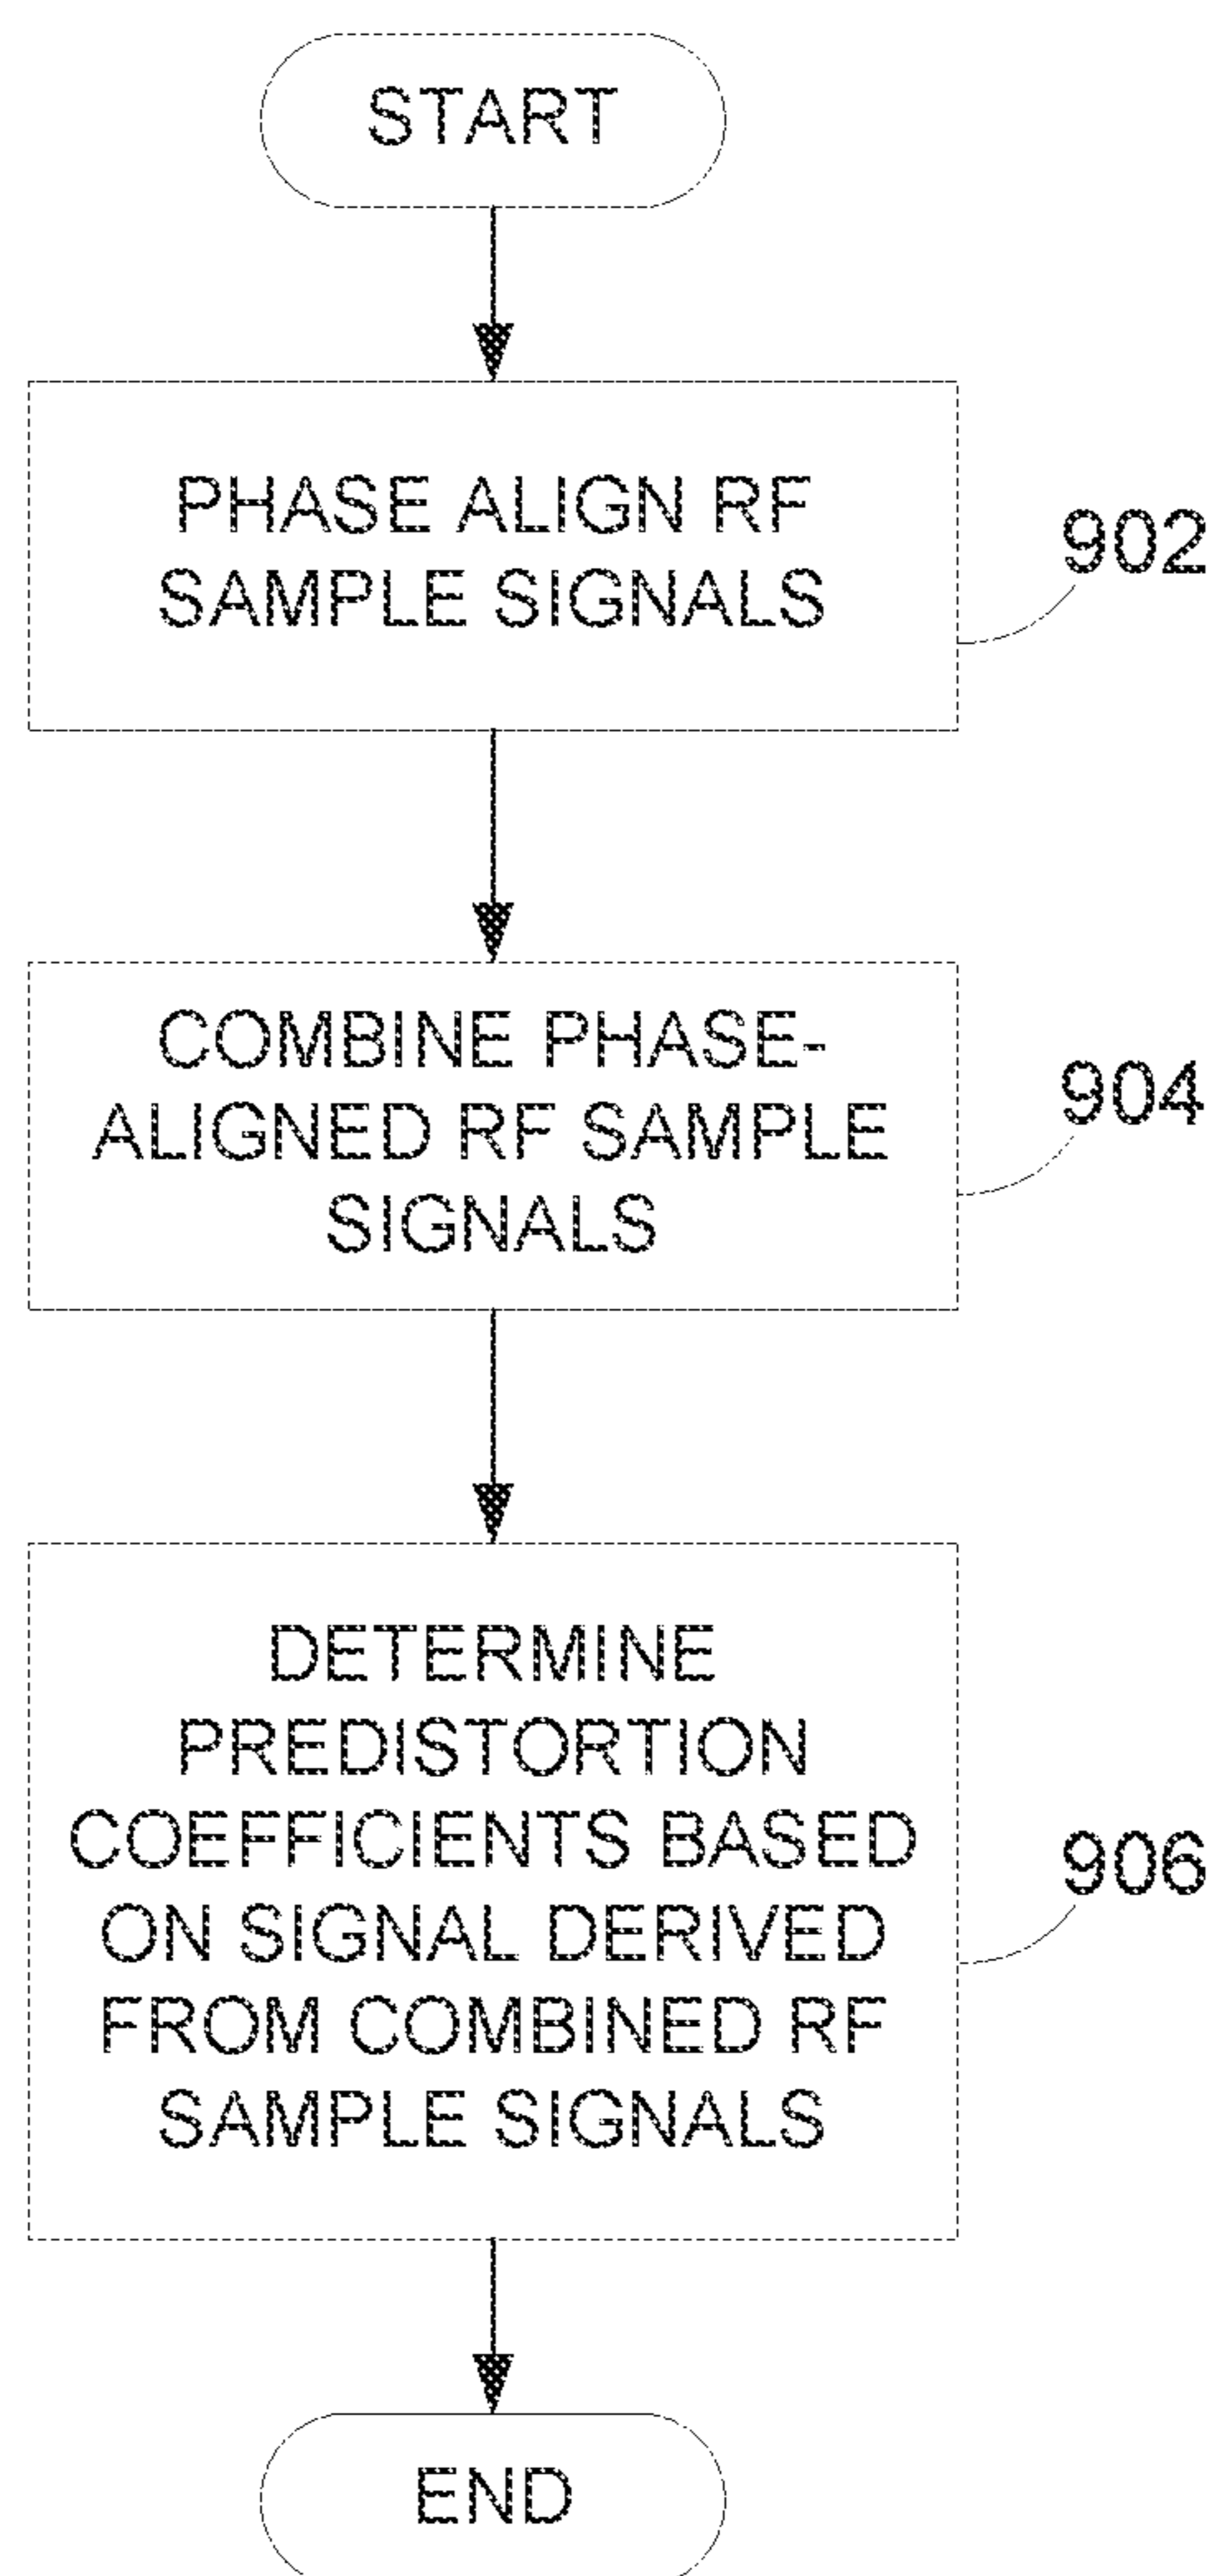 START
PHASE ALIGN RF
SAMPLE SIGNALS
902
COMBINE PHASE-
ALIGNED RF SAMPLE
SIGNALS
904
DETERMINE
PREDISTORTION
COEFFICIENTS BASED
ON SIGNAL DERIVED
FROM COMBINED RF
SAMPLE SIGNALS
906
END